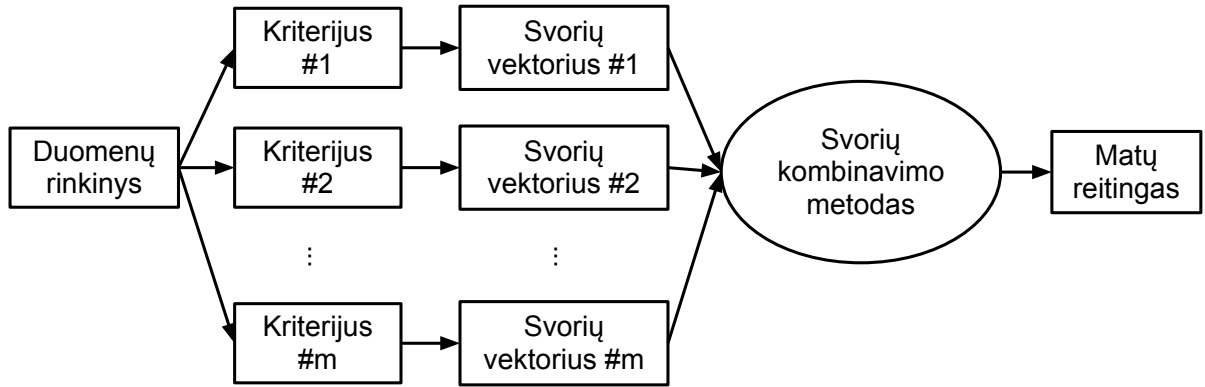 Duomenų
rinkinys
Kriterijus
#1
Svorių
vektorius #1
Kriterijus
#2
Svorių
vektorius #2
⋮
⋮
Kriterijus
#m
Svorių
vektorius #m
Svorių
kombinavimo
metodas
Matų
reitingas